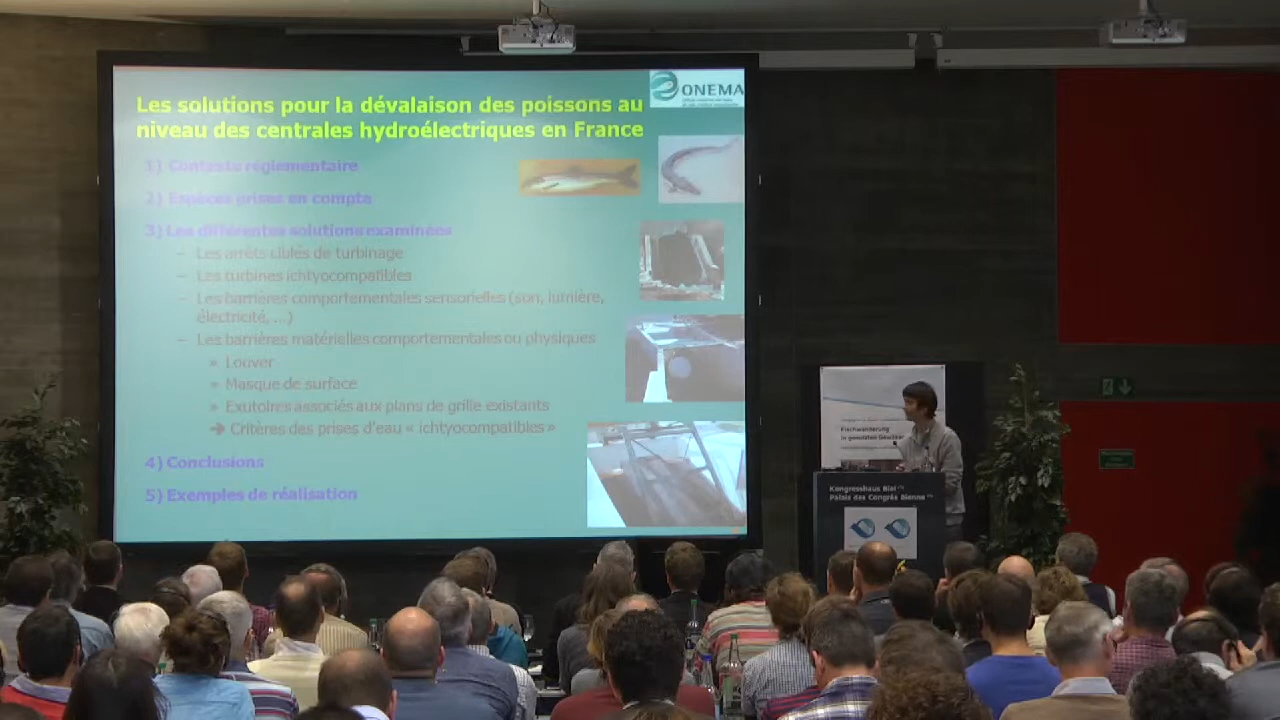 Les solutions pour la dévalaison des poissons au
niveau des centrales hydroélectriques en France
ONEMA
1) Contexte réglementaire
2) Espèces prises en compte
3) Les différentes solutions examinées
– Les arrêts ciblés de turbinage
– Les turbines ichtyocompatibles
– Les barrières comportementales sensorielles (son, lumière,
électricité, ...)
– Les barrières matérielles comportementales ou physiques
» Louver
» Masque de surface
» Exutoires associés aux plans de grille existants
➔ Critères des prises d'eau « ichtyocompatibles »
4) Conclusions
5) Exemples de réalisation
Fischwanderung
in genutzten Gewässer
Kongresshaus Biel
Palais des Congrès Bienne